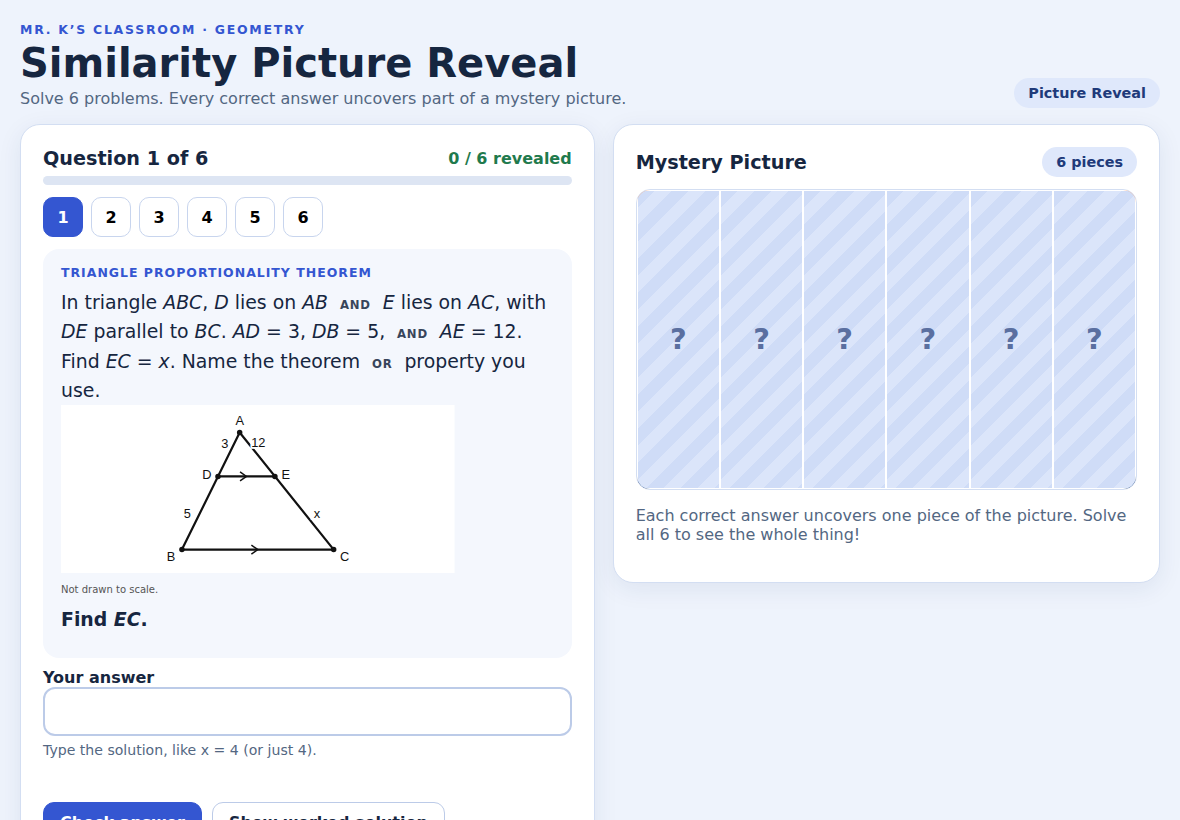 MR. K’S CLASSROOM · GEOMETRY
Similarity Picture Reveal
Solve 6 problems. Every correct answer uncovers part of a mystery picture.
Picture Reveal
Question 1 of 6
0 / 6 revealed
1 2 3 4 5 6
TRIANGLE PROPORTIONALITY THEOREM
In triangle ABC, D lies on AB AND E lies on AC, with
DE parallel to BC. AD = 3, DB = 5, AND AE = 12.
Find EC = x. Name the theorem OR property you
use.
A
3 12
D E
5 x
B C
Not drawn to scale.
Find EC.
Your answer
Type the solution, like x = 4 (or just 4).
Check answer
Show worked solution
Mystery Picture
6 pieces
? ? ? ? ? ?
Each correct answer uncovers one piece of the picture. Solve
all 6 to see the whole thing!